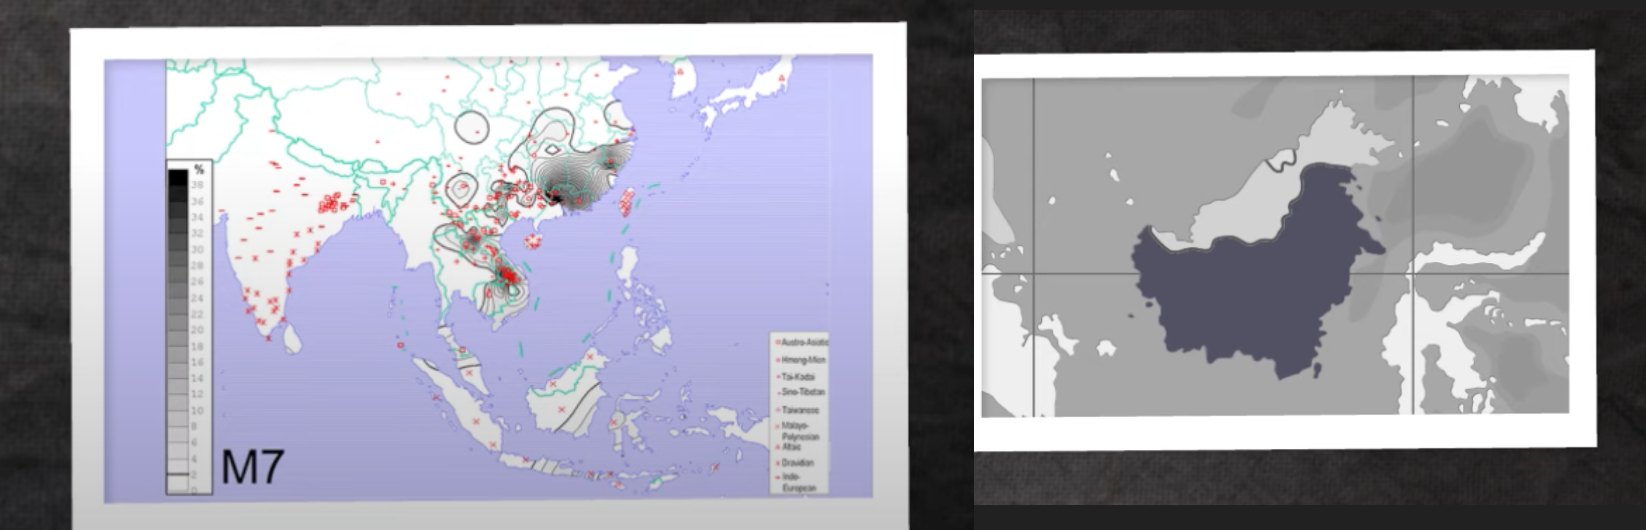 %
38
36
34
32
30
28
26
24
22
20
18
16
14
12
10
8
6
4
2
0
M7
Austro-Asiatic
Hmong-Mien
Tai-Kadai
Sino-Tibetan
Taiwanese
Malayo-
Polynesian
Altaic
Dravidian
Indo-
European